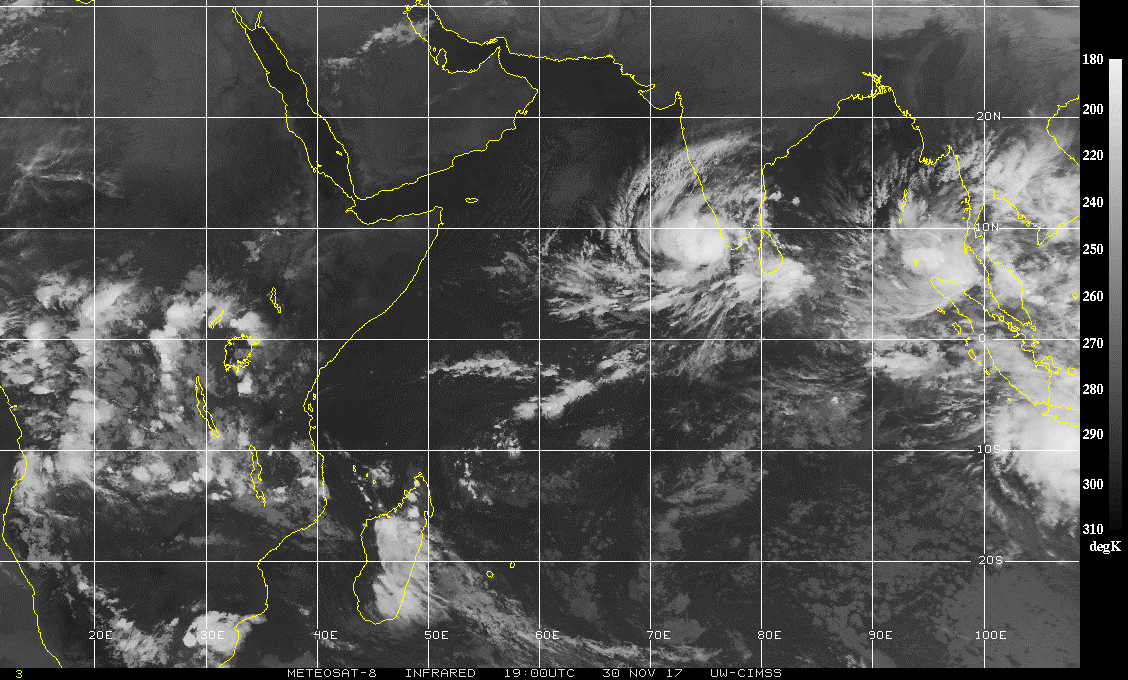 180
200
20N
220
240
10N
250
260
0
270
280
290
10S
300
310
degK
20S
20E 30E 40E 50E 60E 70E 80E 90E 100E
3 METEOSAT-8 INFRARED 19:00UTC 30 NOV 17 UW-CIMSS